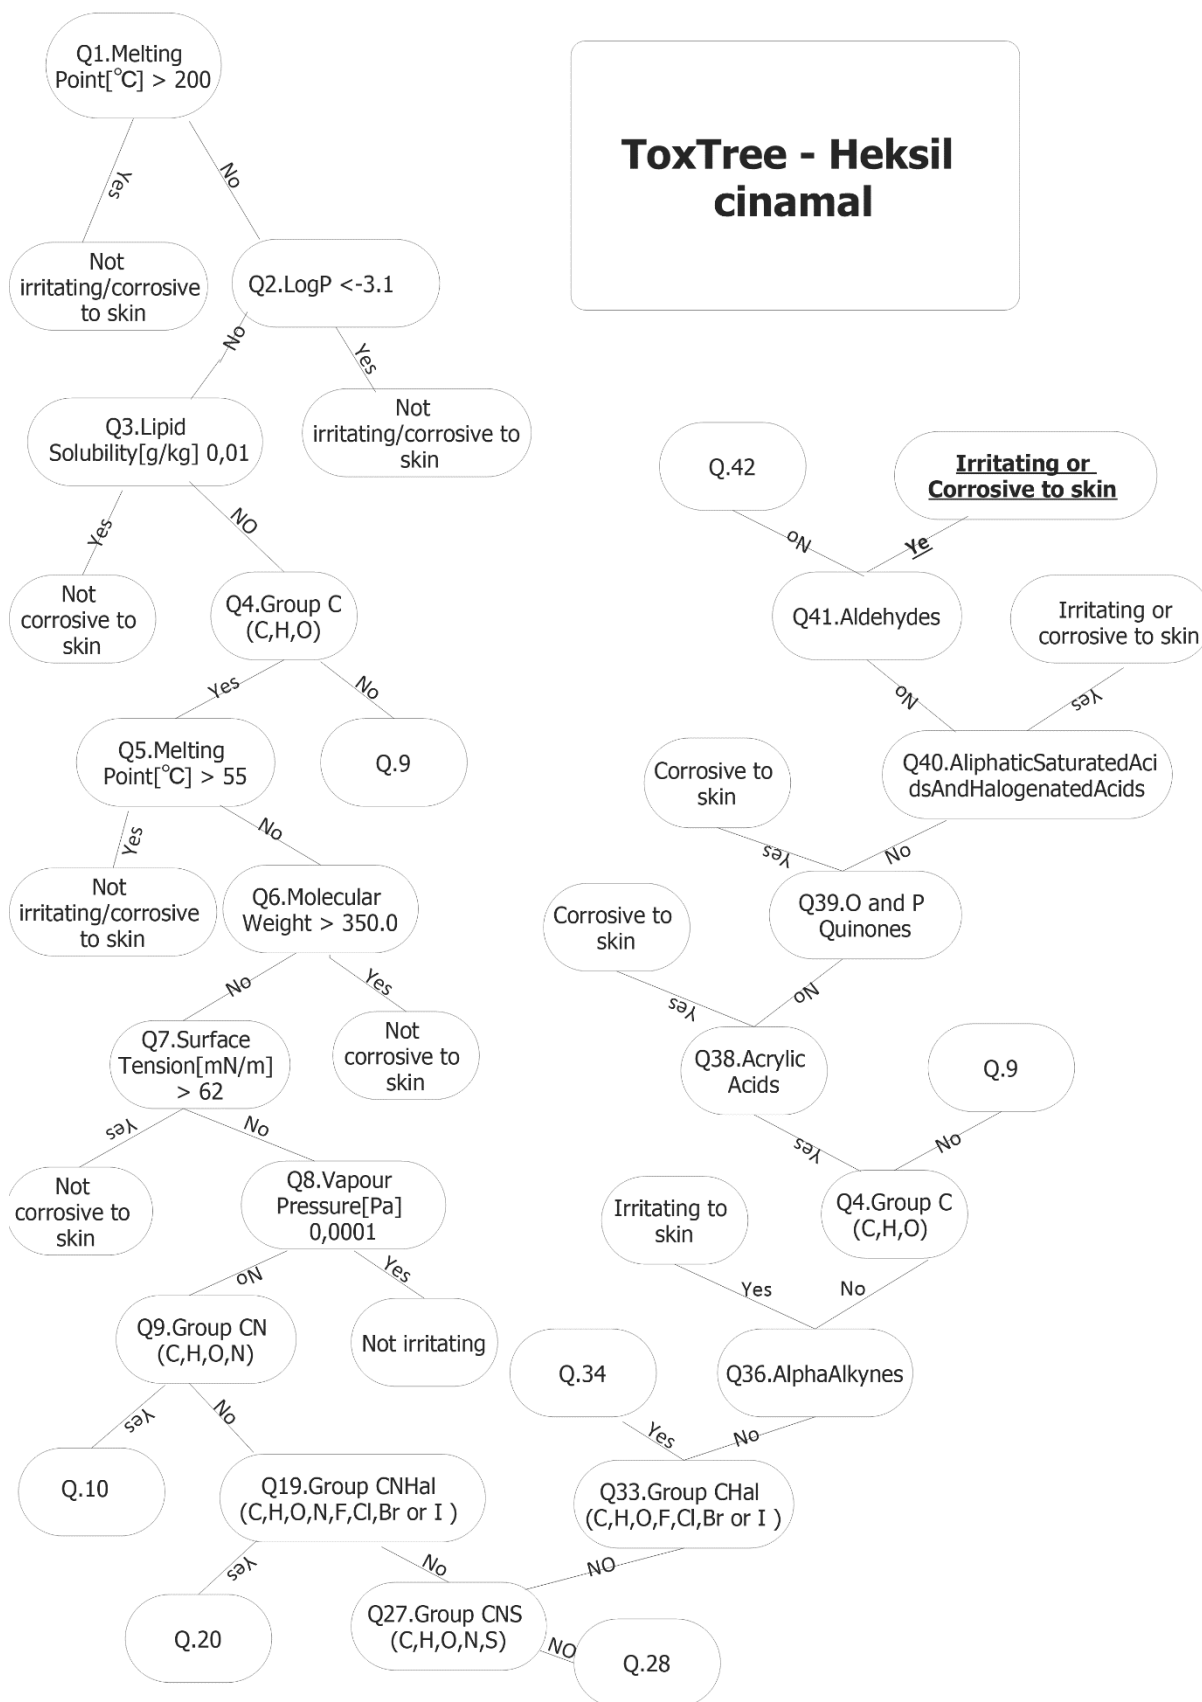 Q1.Melting
Point[℃] > 200
ToxTree - Heksil
cinamal
Yes
No
Not
irritating/corrosive
to skin
Q2.LogP <-3.1
No
Yes
Q3.Lipid
Solubility[g/kg] 0,01
Not
irritating/corrosive to
skin
Yes
NO
Not
corrosive to
skin
Q4.Group C
(C,H,O)
Yes
No
Q5.Melting
Point[℃] > 55
Q.9
Yes
No
Not
irritating/corrosive
to skin
Q6.Molecular
Weight > 350.0
No
Yes
Q7.Surface
Tension[mN/m]
> 62
Not
corrosive to
skin
Yes
No
Not
corrosive to
skin
Q8.Vapour
Pressure[Pa]
0,0001
No
Yes
Q9.Group CN
(C,H,O,N)
Not irritating
Yes
No
Q.10
Q19.Group CNHal
(C,H,O,N,F,Cl,Br or I )
Yes
No
Q.20
Q27.Group CNS
(C,H,O,N,S)
NO
Q.28
NO
Q33.Group CHal
(C,H,O,F,Cl,Br or I )
Yes
No
Q.34
Q36.AlphaAlkynes
Yes
No
Irritating to
skin
Q4.Group C
(C,H,O)
Yes
No
Q38.Acrylic
Acids
Q.9
Yes
No
Corrosive to
skin
Q39.O and P
Quinones
Yes
No
Corrosive to
skin
Q40.AliphaticSaturatedAci
dsAndHalogenatedAcids
No
Yes
Q41.Aldehydes
Irritating or
corrosive to skin
No
Ye
Q.42
Irritating or
Corrosive to skin